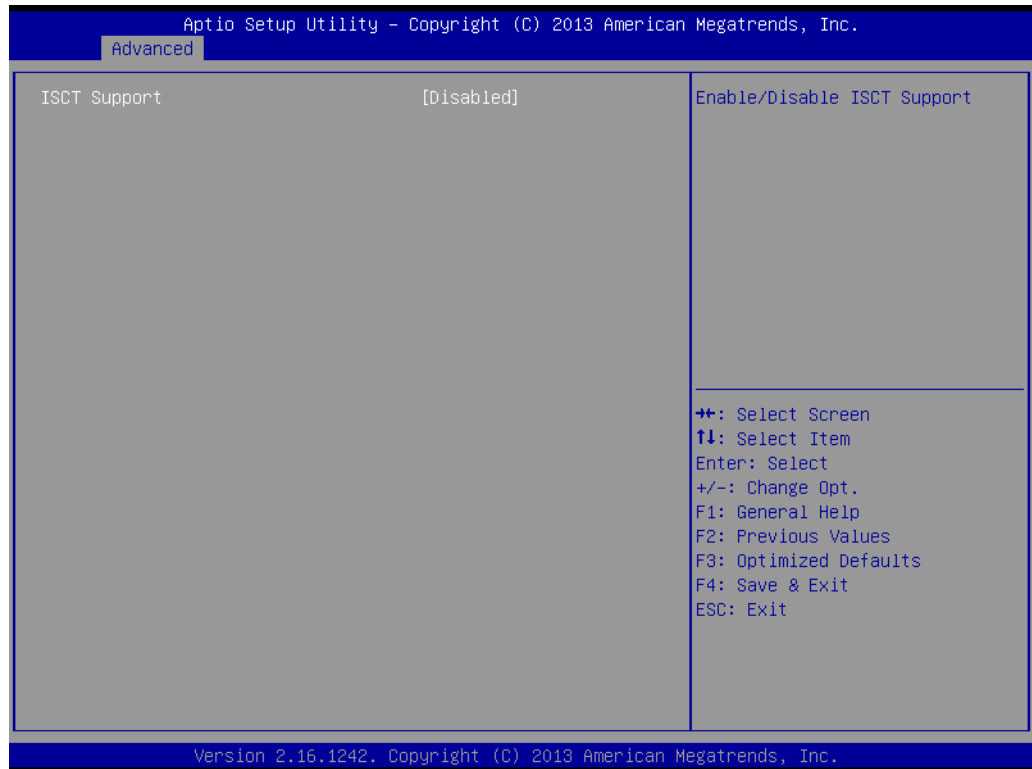 Aptio Setup Utility – Copyright (C) 2013 American Megatrends, Inc.
Advanced
ISCT Support [Disabled]
Enable/Disable ISCT Support
→←: Select Screen
↑↓: Select Item
Enter: Select
+/-: Change Opt.
F1: General Help
F2: Previous Values
F3: Optimized Defaults
F4: Save & Exit
ESC: Exit
Version 2.16.1242. Copyright (C) 2013 American Megatrends, Inc.